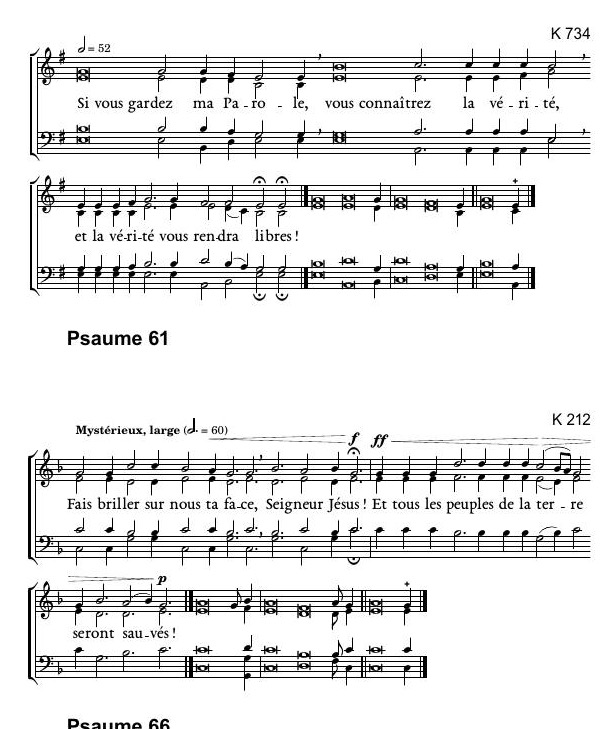 K 734
𝅗𝅥 = 52
Si vous gardez ma Pa - ro - le, vous connaîtrez la vé - ri - té,
et la vé-ri-té vous ren-dra libres !
Psaume 61
K 212
Mystérieux, large (𝅗𝅥. = 60)
f ff
Fais briller sur nous ta fa-ce, Seigneur Jésus ! Et tous les peuples de la ter - re
p
seront sau-vés !
Psaume 66